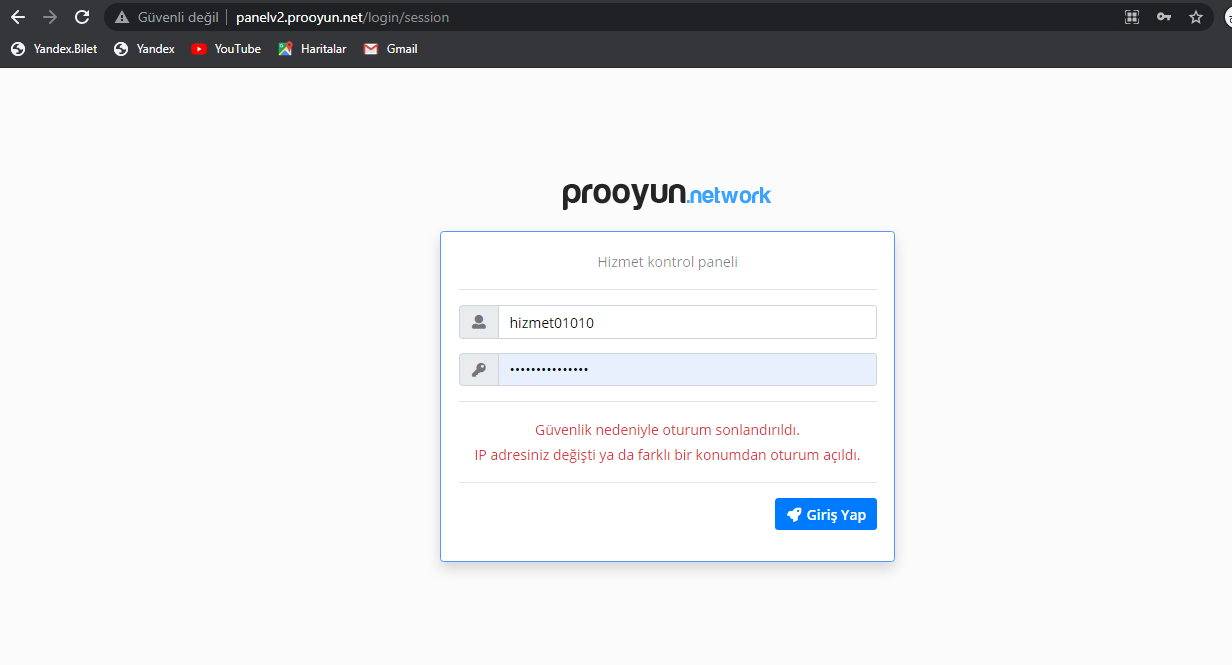 Güvenli değil | panelv2.prooyun.net/login/session
Yandex.Bilet Yandex YouTube Haritalar Gmail
prooyun.network
Hizmet kontrol paneli
hizmet01010
•••••••••••••••
Güvenlik nedeniyle oturum sonlandırıldı.
IP adresiniz değişti ya da farklı bir konumdan oturum açıldı.
Giriş Yap